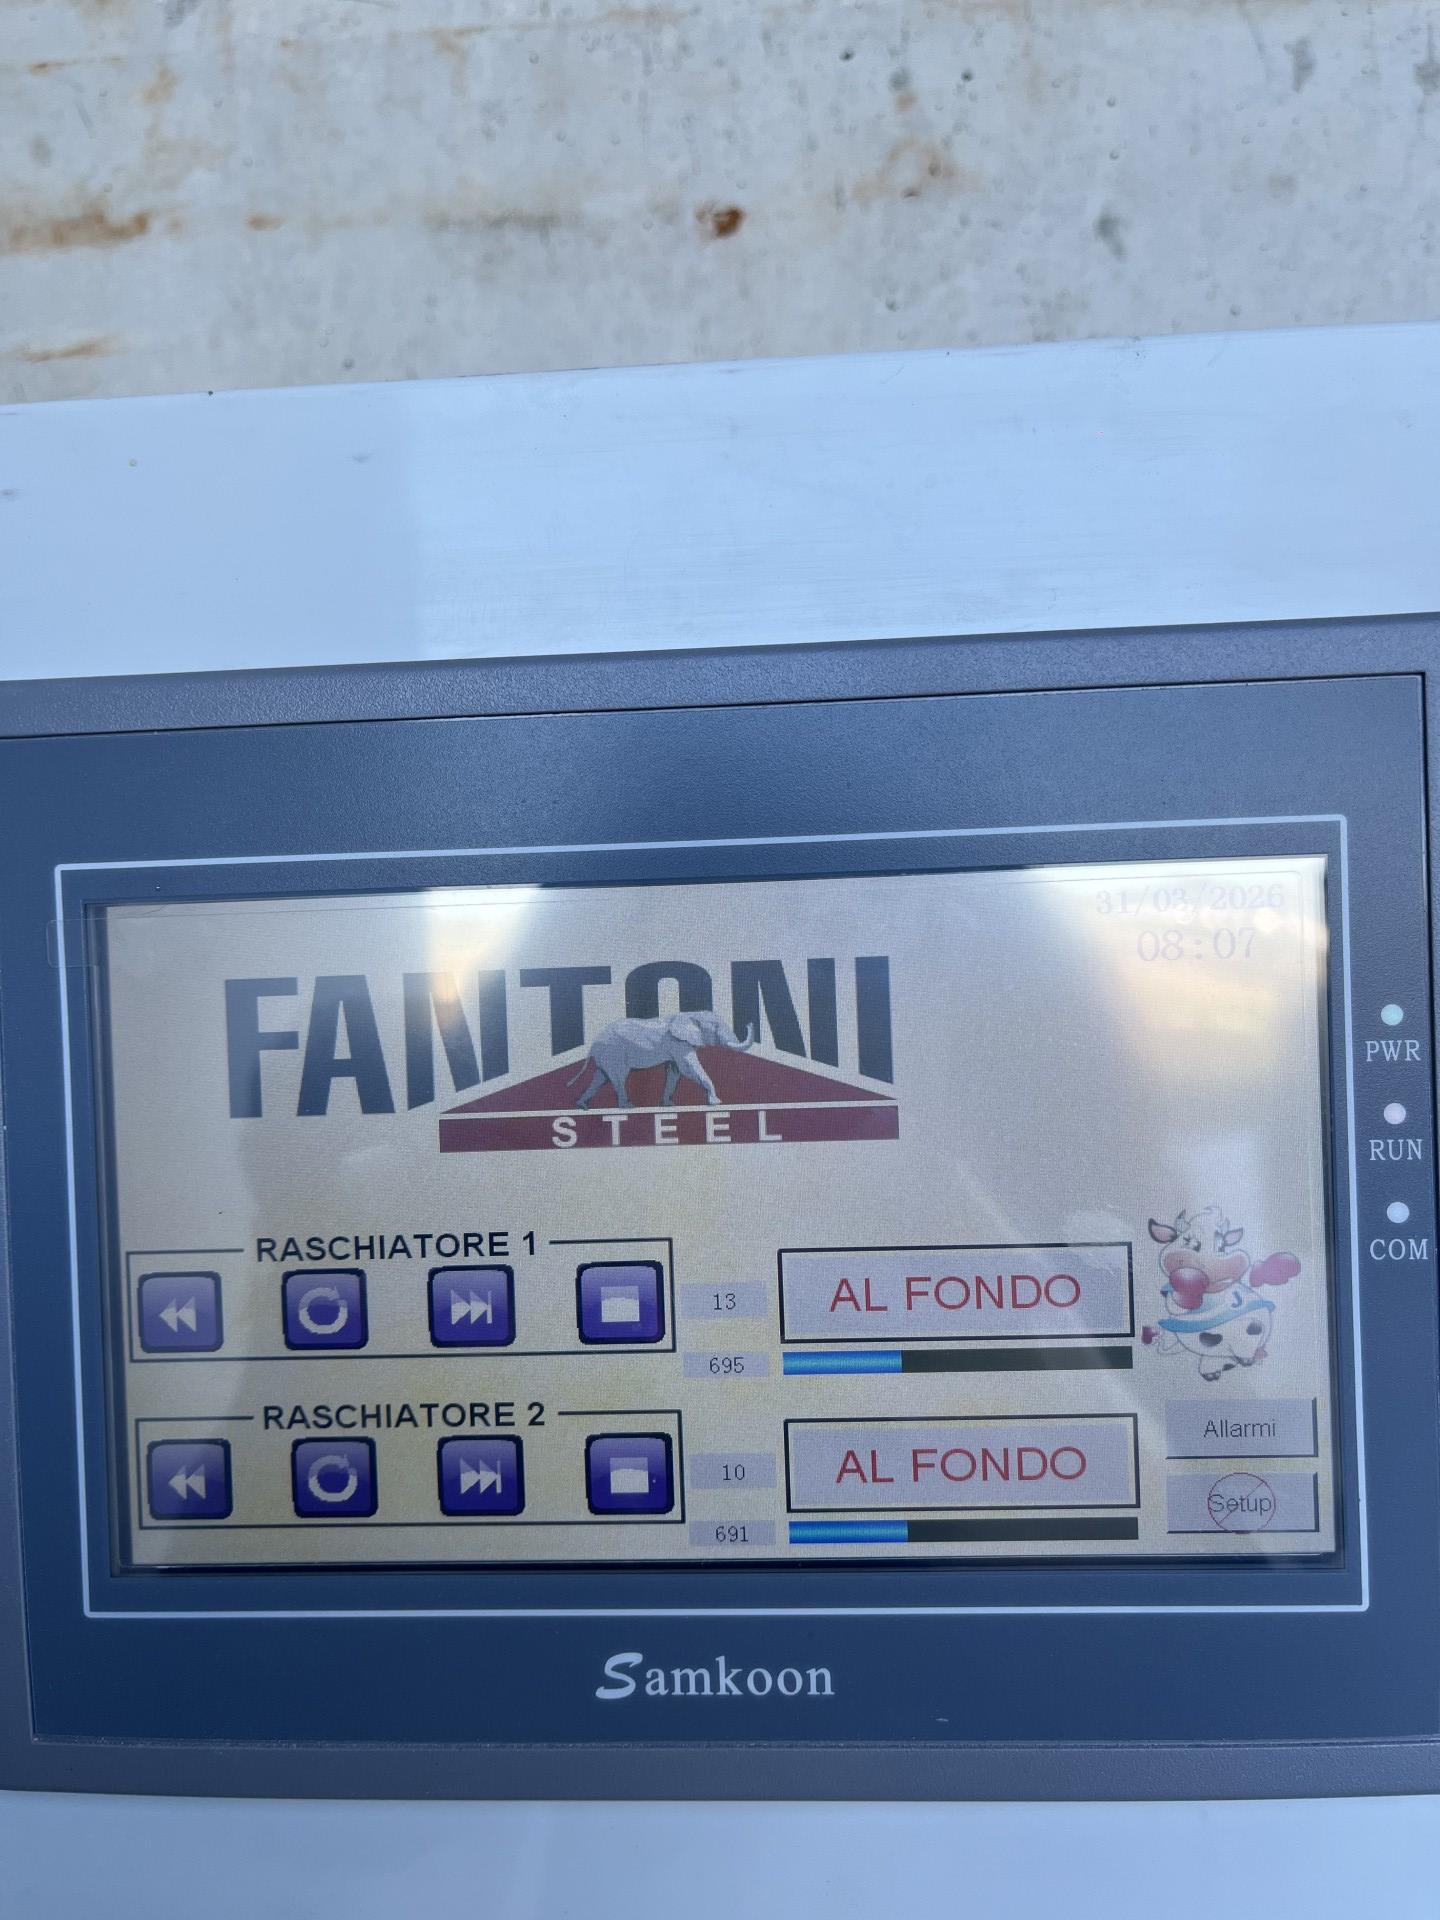 31/03/2026
08:07
FANTONI
STEEL
PWR
RUN
COM
RASCHIATORE 1
13
AL FONDO
695
J
RASCHIATORE 2
10
AL FONDO
691
Allarmi
Setup
Samkoon